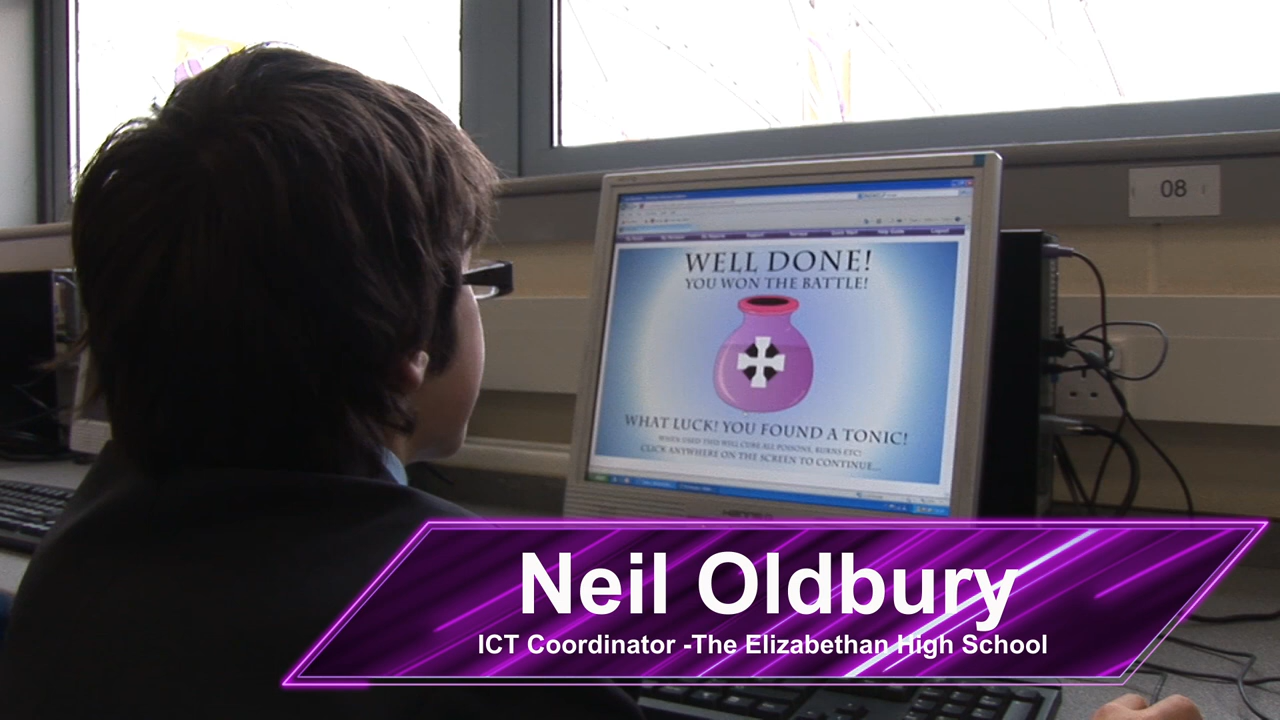 08
WELL DONE!
YOU WON THE BATTLE!
WHAT LUCK! YOU FOUND A TONIC!
WHEN USED THIS WILL CURE ALL POISONS, BURNS ETC!
CLICK ANYWHERE ON THE SCREEN TO CONTINUE...
Neil Oldbury
ICT Coordinator -The Elizabethan High School